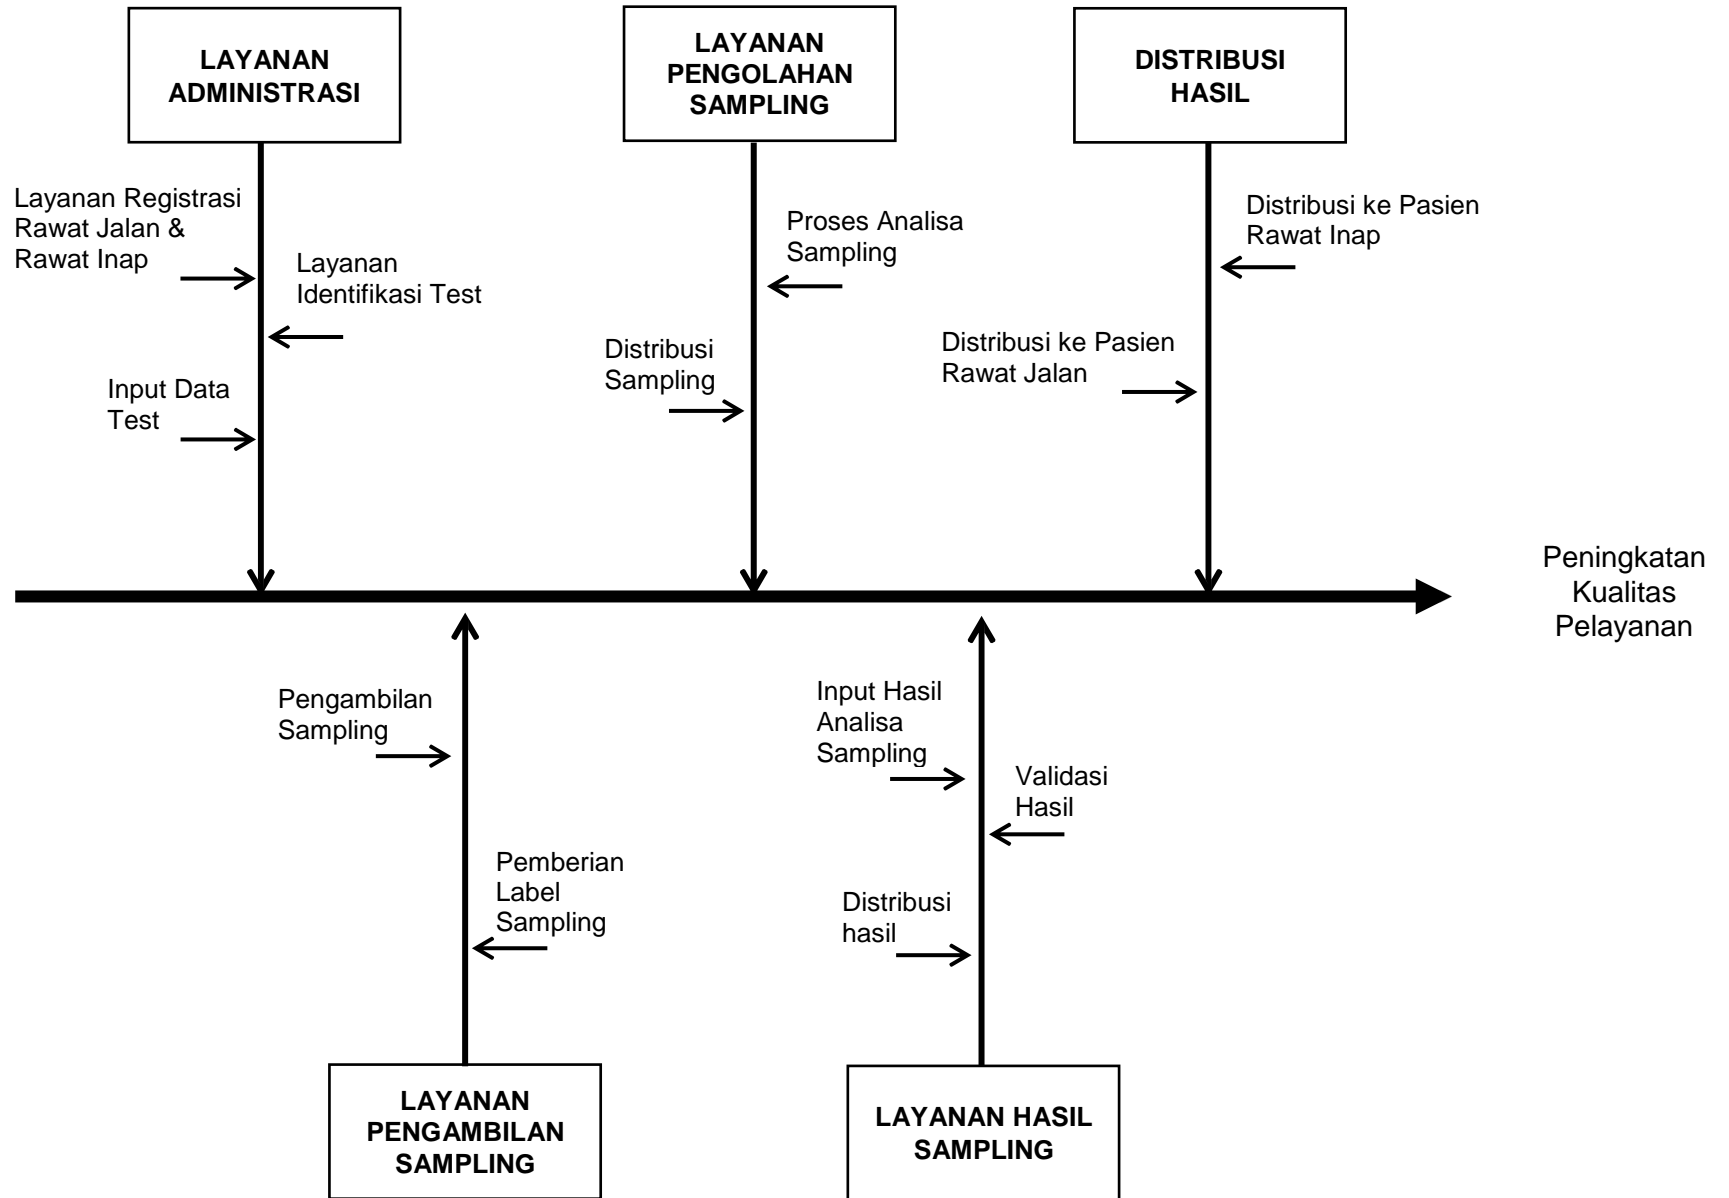 LAYANAN
ADMINISTRASI
LAYANAN
PENGOLAHAN
SAMPLING
DISTRIBUSI
HASIL
Layanan Registrasi
Rawat Jalan &
Rawat Inap
Layanan
Identifikasi Test
Input Data
Test
Proses Analisa
Sampling
Distribusi
Sampling
Distribusi ke Pasien
Rawat Inap
Distribusi ke Pasien
Rawat Jalan
Peningkatan
Kualitas
Pelayanan
Pengambilan
Sampling
Pemberian
Label
Sampling
Input Hasil
Analisa
Sampling
Validasi
Hasil
Distribusi
hasil
LAYANAN
PENGAMBILAN
SAMPLING
LAYANAN HASIL
SAMPLING